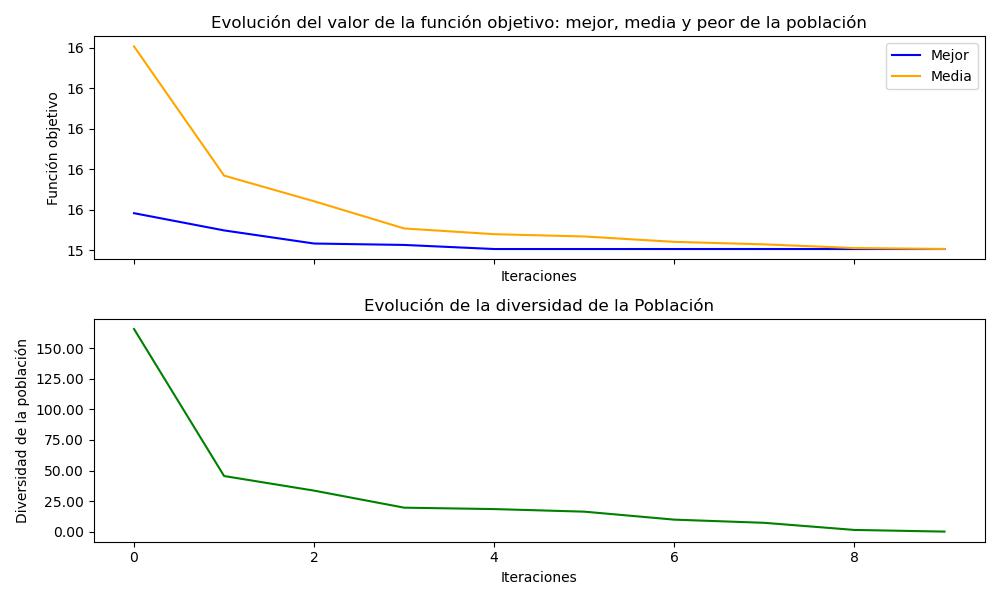 Evolución del valor de la función objetivo: mejor, media y peor de la población
Función objetivo
16
16
16
16
16
15
Mejor
Media
Iteraciones
Evolución de la diversidad de la Población
Diversidad de la población
150.00
125.00
100.00
75.00
50.00
25.00
0.00
0 2 4 6 8
Iteraciones